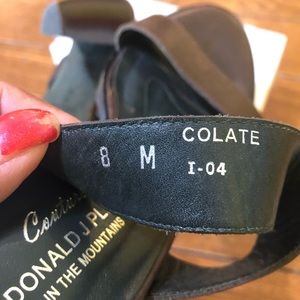 COLATE
8 M I-04
DONALD J PL
IN THE MOUNTAINS